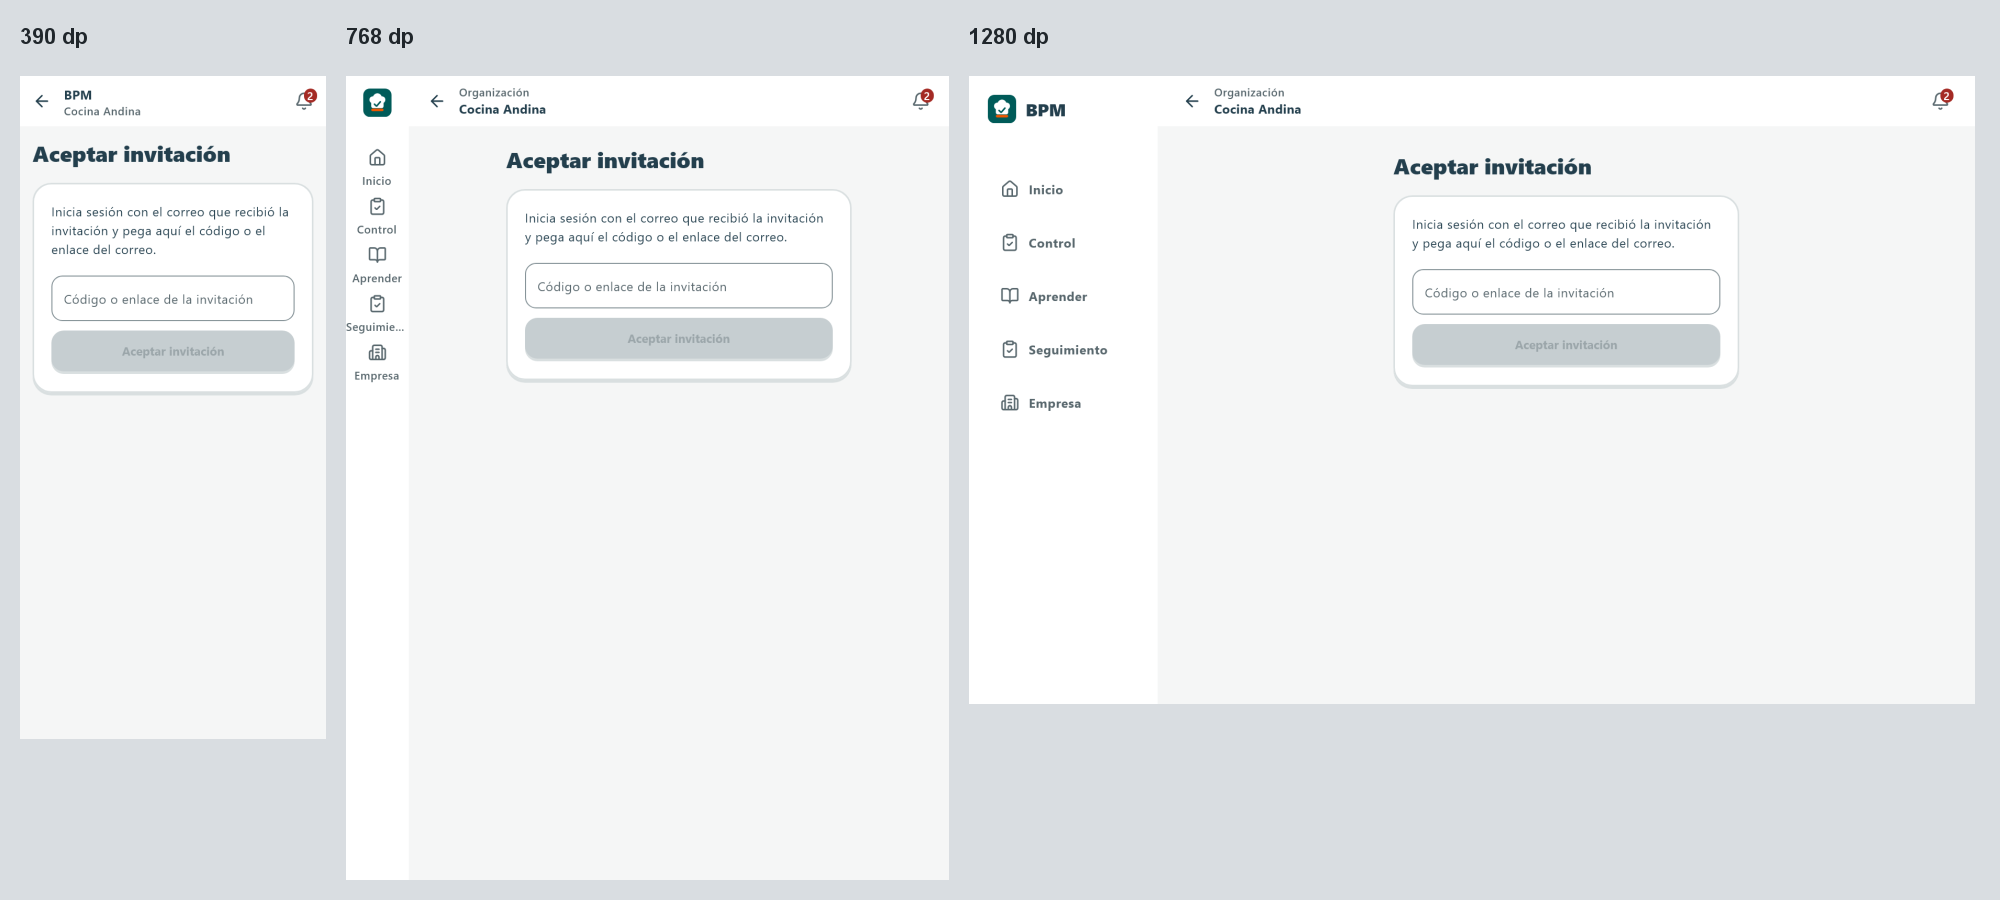 390 dp
BPM
Cocina Andina
2
Aceptar invitación
Inicia sesión con el correo que recibió la
invitación y pega aquí el código o el
enlace del correo.
Código o enlace de la invitación
Aceptar invitación
768 dp
Organización
Cocina Andina
2
Inicio
Control
Aprender
Seguimie...
Empresa
Aceptar invitación
Inicia sesión con el correo que recibió la invitación
y pega aquí el código o el enlace del correo.
Código o enlace de la invitación
Aceptar invitación
1280 dp
BPM
Organización
Cocina Andina
2
Inicio
Control
Aprender
Seguimiento
Empresa
Aceptar invitación
Inicia sesión con el correo que recibió la invitación
y pega aquí el código o el enlace del correo.
Código o enlace de la invitación
Aceptar invitación